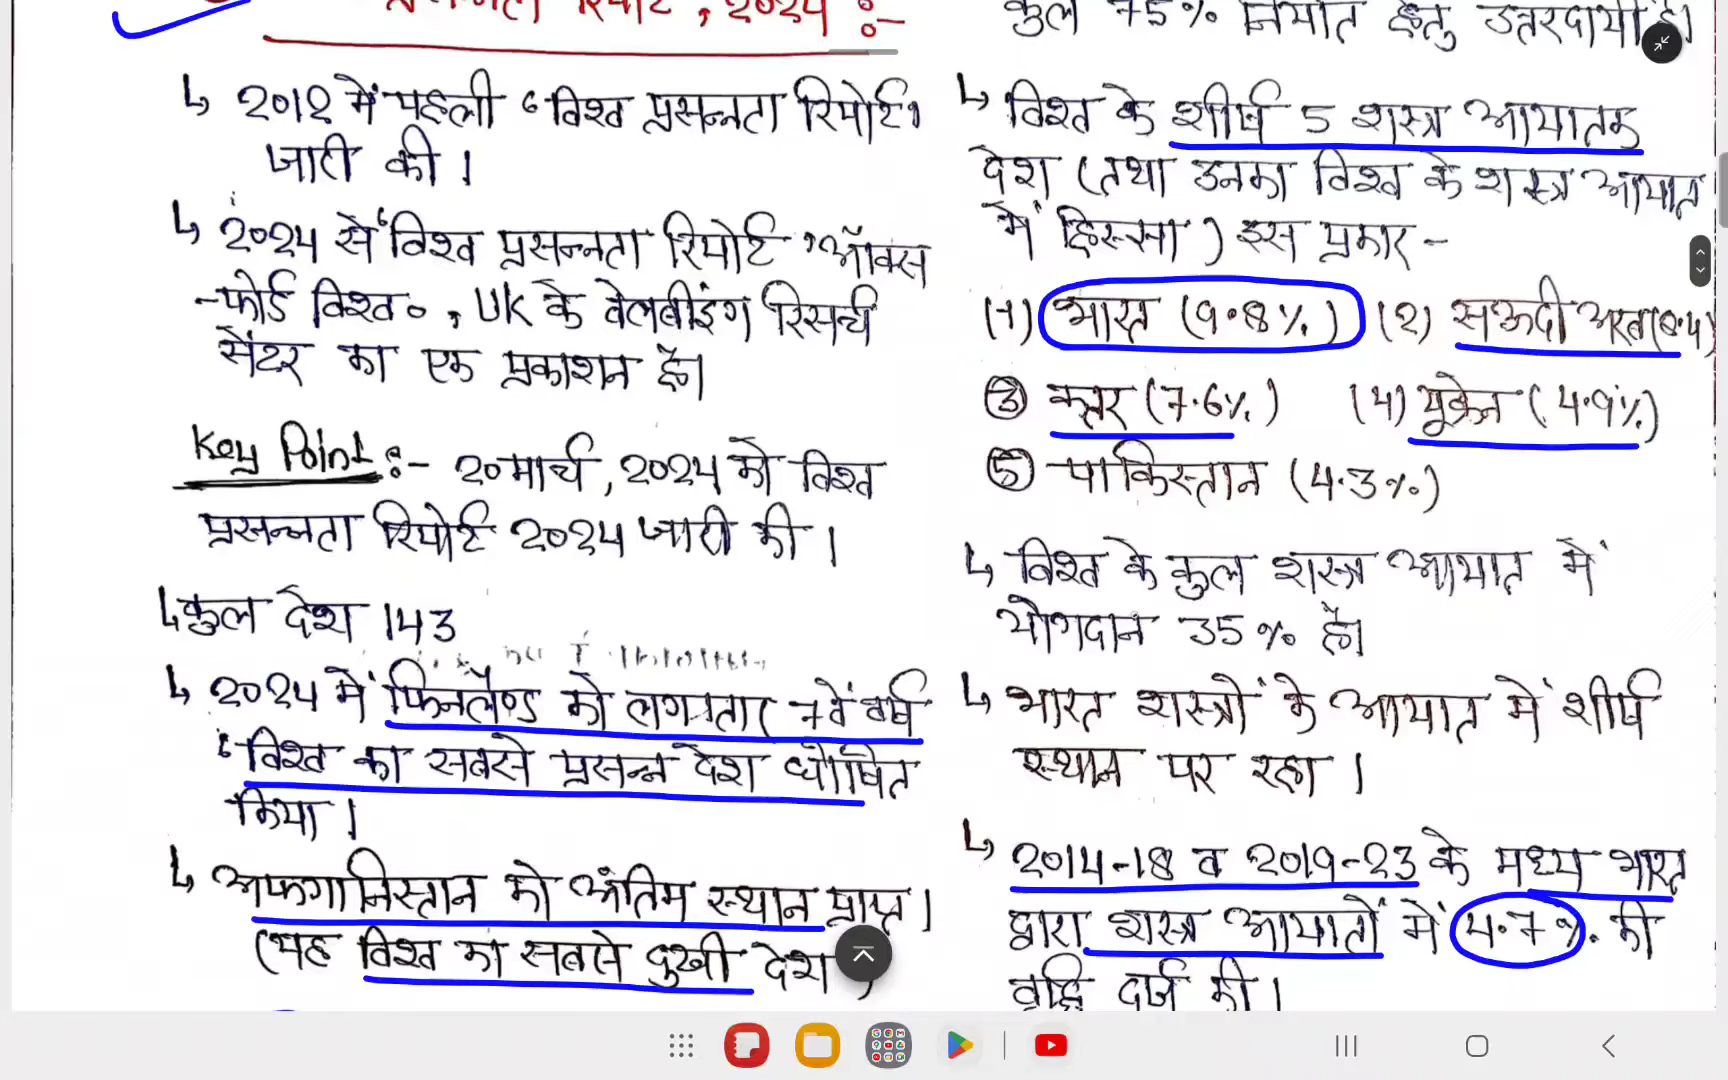 रिपोर्ट, 2024 :-
↳ 2012 में पहली 'विश्व प्रसन्नता रिपोर्ट'
जारी की ।
↳ 2024 से 'विश्व प्रसन्नता रिपोर्ट' ऑक्स
-फोर्ड विश्व॰, UK के वेलबीइंग रिसर्च
सेंटर का एक प्रकाशन है।
Key Point :- 20 मार्च, 2024 को विश्व
प्रसन्नता रिपोर्ट 2024 जारी की ।
↳ कुल देश 143
↳ 2024 में फिनलैण्ड को लगातार 7वें वर्ष
'विश्व का सबसे प्रसन्न देश घोषित
किया ।
↳ अफगानिस्तान को अंतिम स्थान प्राप्त ।
(यह विश्व का सबसे दुखी देश)
कुल 75% निर्यात हेतु उत्तरदायी है।
↳ विश्व के शीर्ष 5 शस्त्र आयातक
देश (तथा उनका विश्व के शस्त्र आयात
में हिस्सा) इस प्रकार -
(1) भारत (9.8%) (2) सऊदी अरब (8.4)
③ कतर (7.6%) (4) यूक्रेन (4.9%)
⑤ पाकिस्तान (4.3%)
↳ विश्व के कुल शस्त्र आयात में
योगदान 35% है।
↳ भारत शस्त्रों के आयात में शीर्ष
स्थान पर रहा ।
↳ 2014-18 व 2019-23 के मध्य भारत
द्वारा शस्त्र आयातों में 4.7%. की
वृद्धि दर्ज की ।